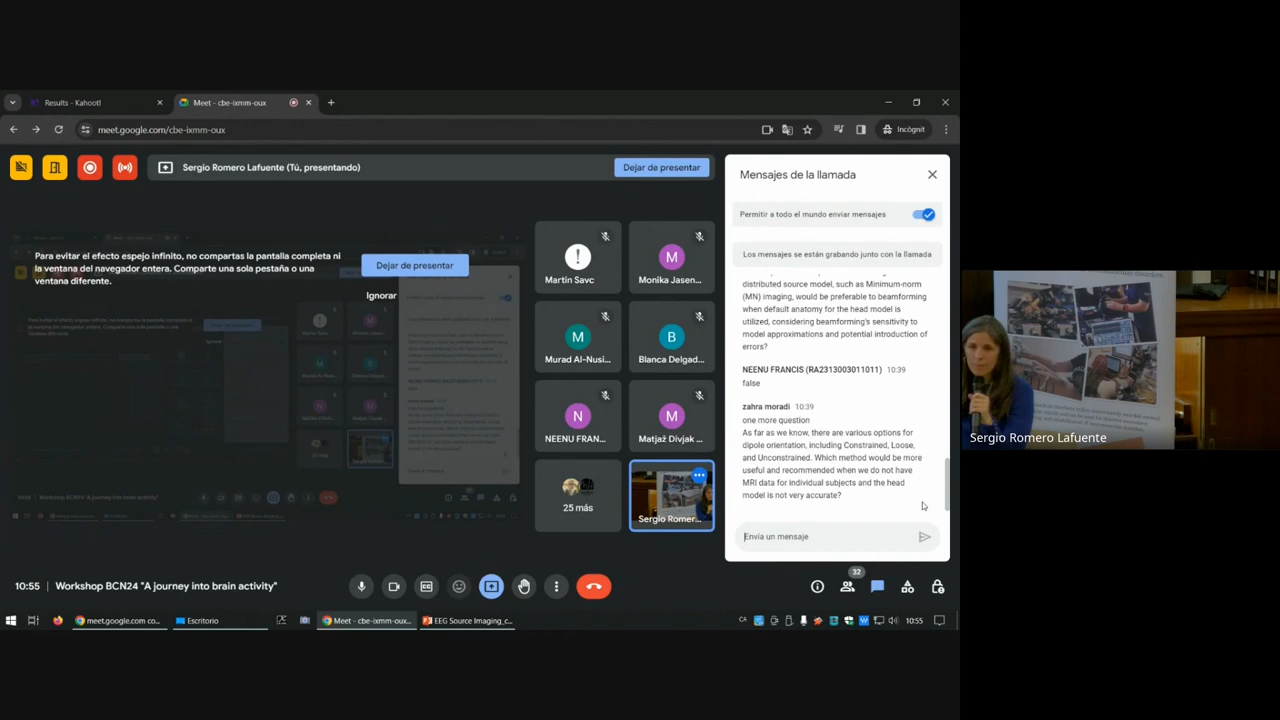 Results - Kahoot!
Meet - cbe-ixmm-oux
meet.google.com/cbe-ixmm-oux
Incògnit
Sergio Romero Lafuente (Tú, presentando)
Dejar de presentar
Para evitar el efecto espejo infinito, no compartas la pantalla completa ni
la ventana del navegador entera. Comparte una sola pestaña o una
ventana diferente.
Dejar de presentar
Ignorar
Martin Savc
M
Monika Jasen...
M
Murad Al-Nusi...
B
Blanca Delgad...
N
NEENU FRAN...
M
Matjaž Divjak ...
25 más
Sergio Romer...
Mensajes de la llamada
Permitir a todo el mundo enviar mensajes
Los mensajes se están grabando junto con la llamada
distributed source model, such as Minimum-norm
(MN) imaging, would be preferable to beamforming
when default anatomy for the head model is
utilized, considering beamforming's sensitivity to
model approximations and potential introduction of
errors?
NEENU FRANCIS (RA2313003011011) 10:39
false
zahra moradi 10:39
one more question
As far as we know, there are various options for
dipole orientation, including Constrained, Loose,
and Unconstrained. Which method would be more
useful and recommended when we do not have
MRI data for individual subjects and the head
model is not very accurate?
Envía un mensaje
10:55 | Workshop BCN24 "A journey into brain activity"
32
meet.google.com co...
Escritorio
Meet - cbe-ixmm-oux...
EEG Source Imaging_c...
CA
10:55
Sergio Romero Lafuente